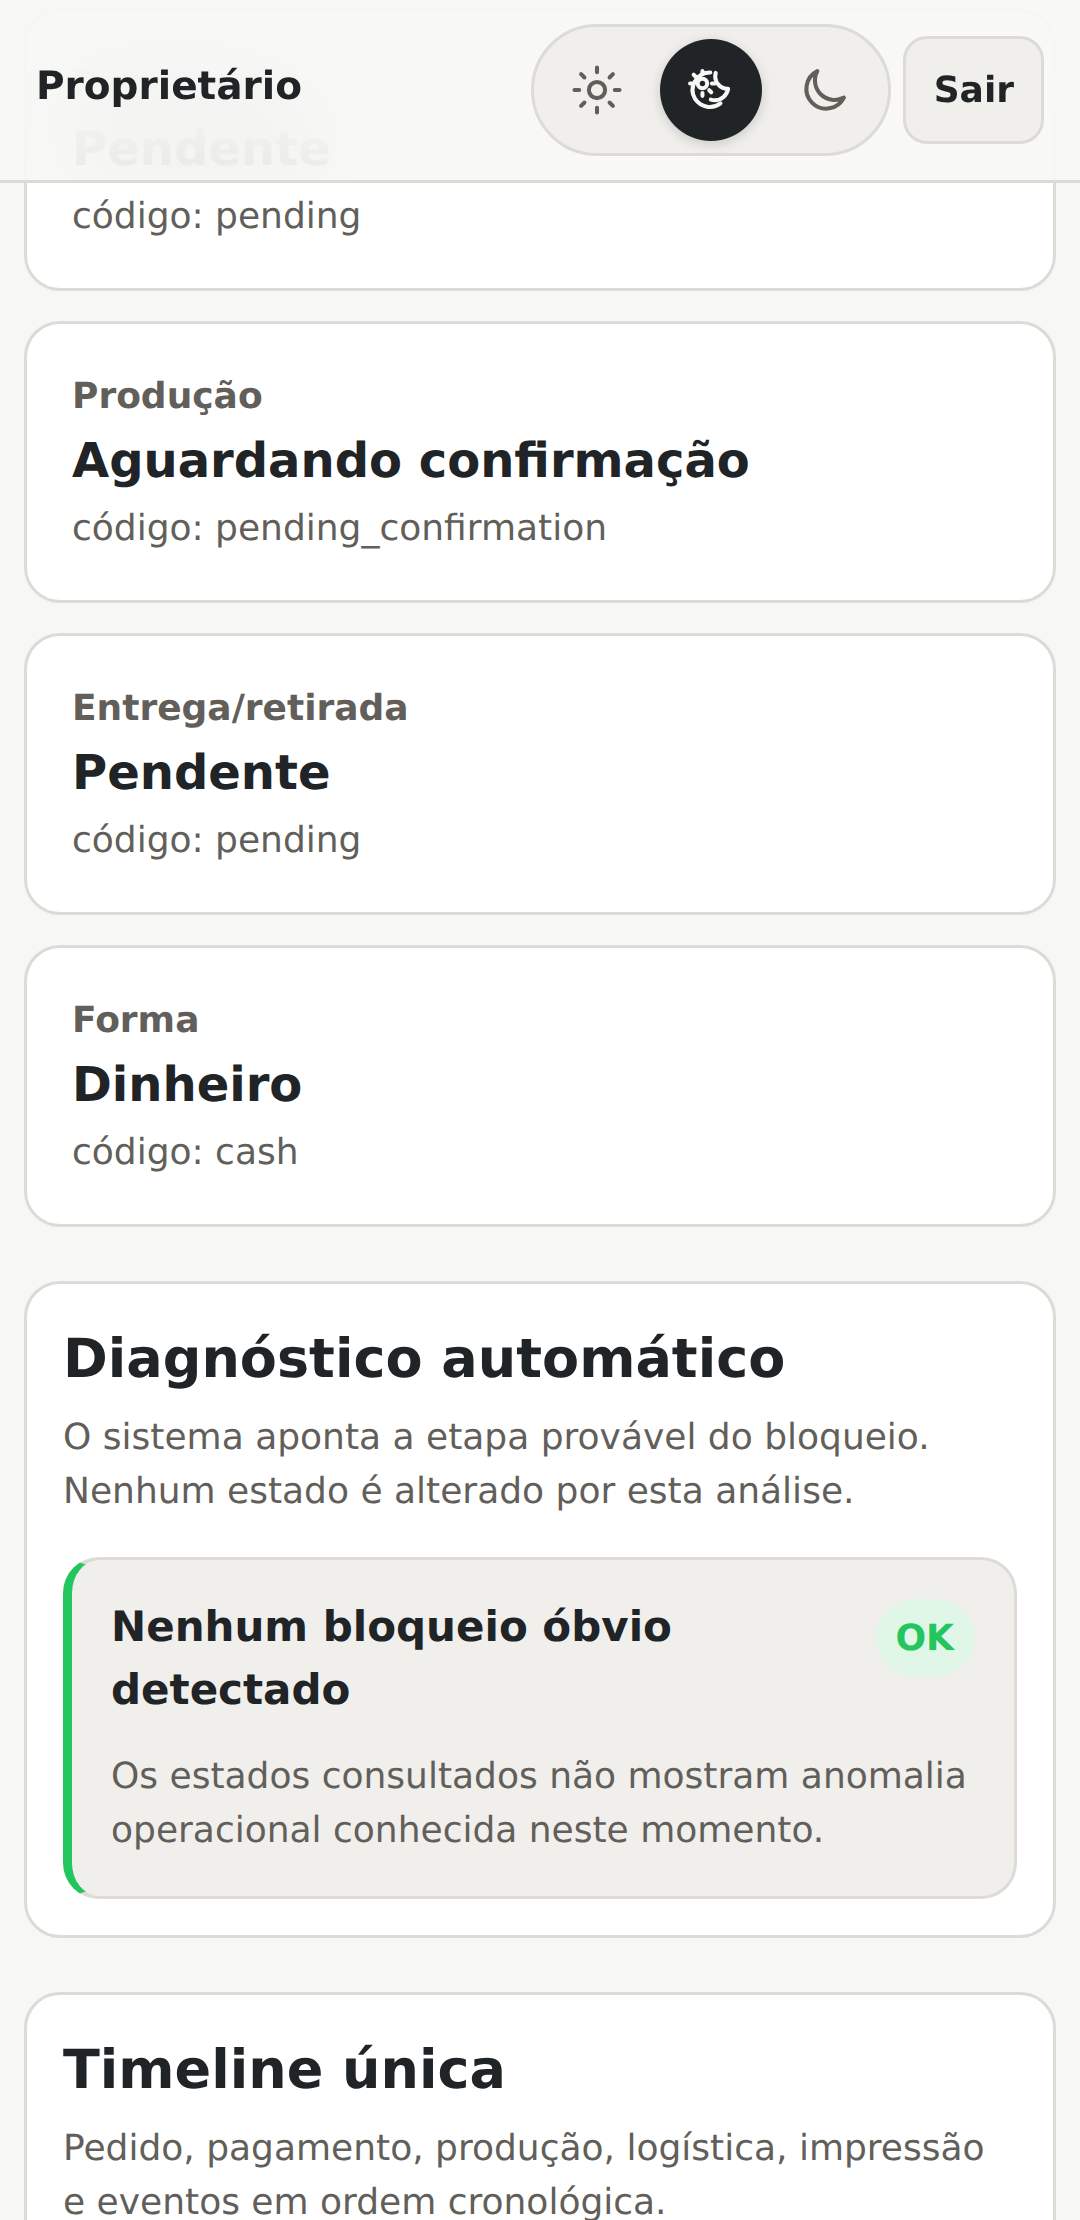 Proprietário
Sair
Pendente
código: pending
Produção
Aguardando confirmação
código: pending_confirmation
Entrega/retirada
Pendente
código: pending
Forma
Dinheiro
código: cash
Diagnóstico automático
O sistema aponta a etapa provável do bloqueio.
Nenhum estado é alterado por esta análise.
Nenhum bloqueio óbvio
detectado
OK
Os estados consultados não mostram anomalia
operacional conhecida neste momento.
Timeline única
Pedido, pagamento, produção, logística, impressão
e eventos em ordem cronológica.